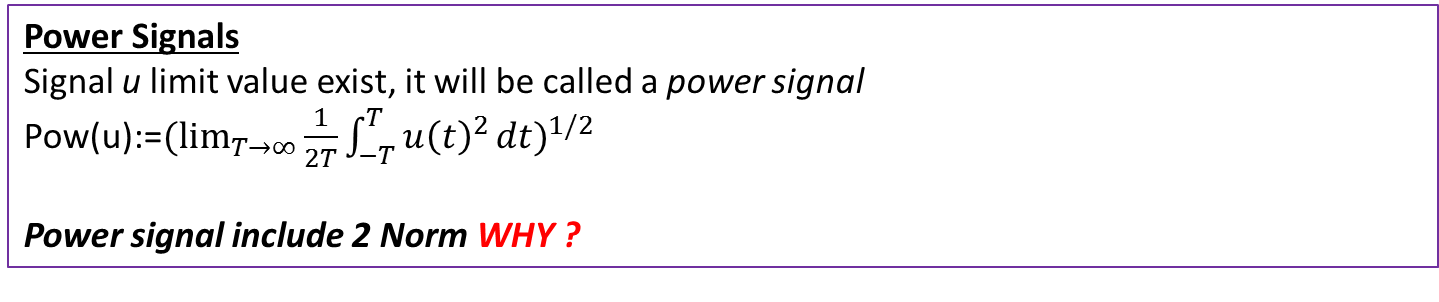 Power Signals
Signal u limit value exist, it will be called a power signal
Pow(u):=(lim_{T→∞} \frac{1}{2T} ∫_{-T}^{T} u(t)^2 dt)^{1/2}
Power signal include 2 Norm WHY ?